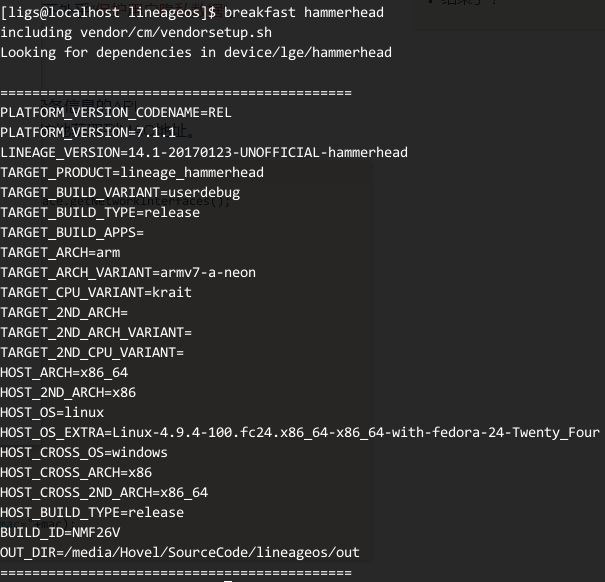 [ligs@localhost lineageos]$ breakfast hammerhead
including vendor/cm/vendorsetup.sh
Looking for dependencies in device/lge/hammerhead
============================================
PLATFORM_VERSION_CODENAME=REL
PLATFORM_VERSION=7.1.1
LINEAGE_VERSION=14.1-20170123-UNOFFICIAL-hammerhead
TARGET_PRODUCT=lineage_hammerhead
TARGET_BUILD_VARIANT=userdebug
TARGET_BUILD_TYPE=release
TARGET_BUILD_APPS=
TARGET_ARCH=arm
TARGET_ARCH_VARIANT=armv7-a-neon
TARGET_CPU_VARIANT=krait
TARGET_2ND_ARCH=
TARGET_2ND_ARCH_VARIANT=
TARGET_2ND_CPU_VARIANT=
HOST_ARCH=x86_64
HOST_2ND_ARCH=x86
HOST_OS=linux
HOST_OS_EXTRA=Linux-4.9.4-100.fc24.x86_64-x86_64-with-fedora-24-Twenty_Four
HOST_CROSS_OS=windows
HOST_CROSS_ARCH=x86
HOST_CROSS_2ND_ARCH=x86_64
HOST_BUILD_TYPE=release
BUILD_ID=NMF26V
OUT_DIR=/media/Hovel/SourceCode/lineageos/out
============================================